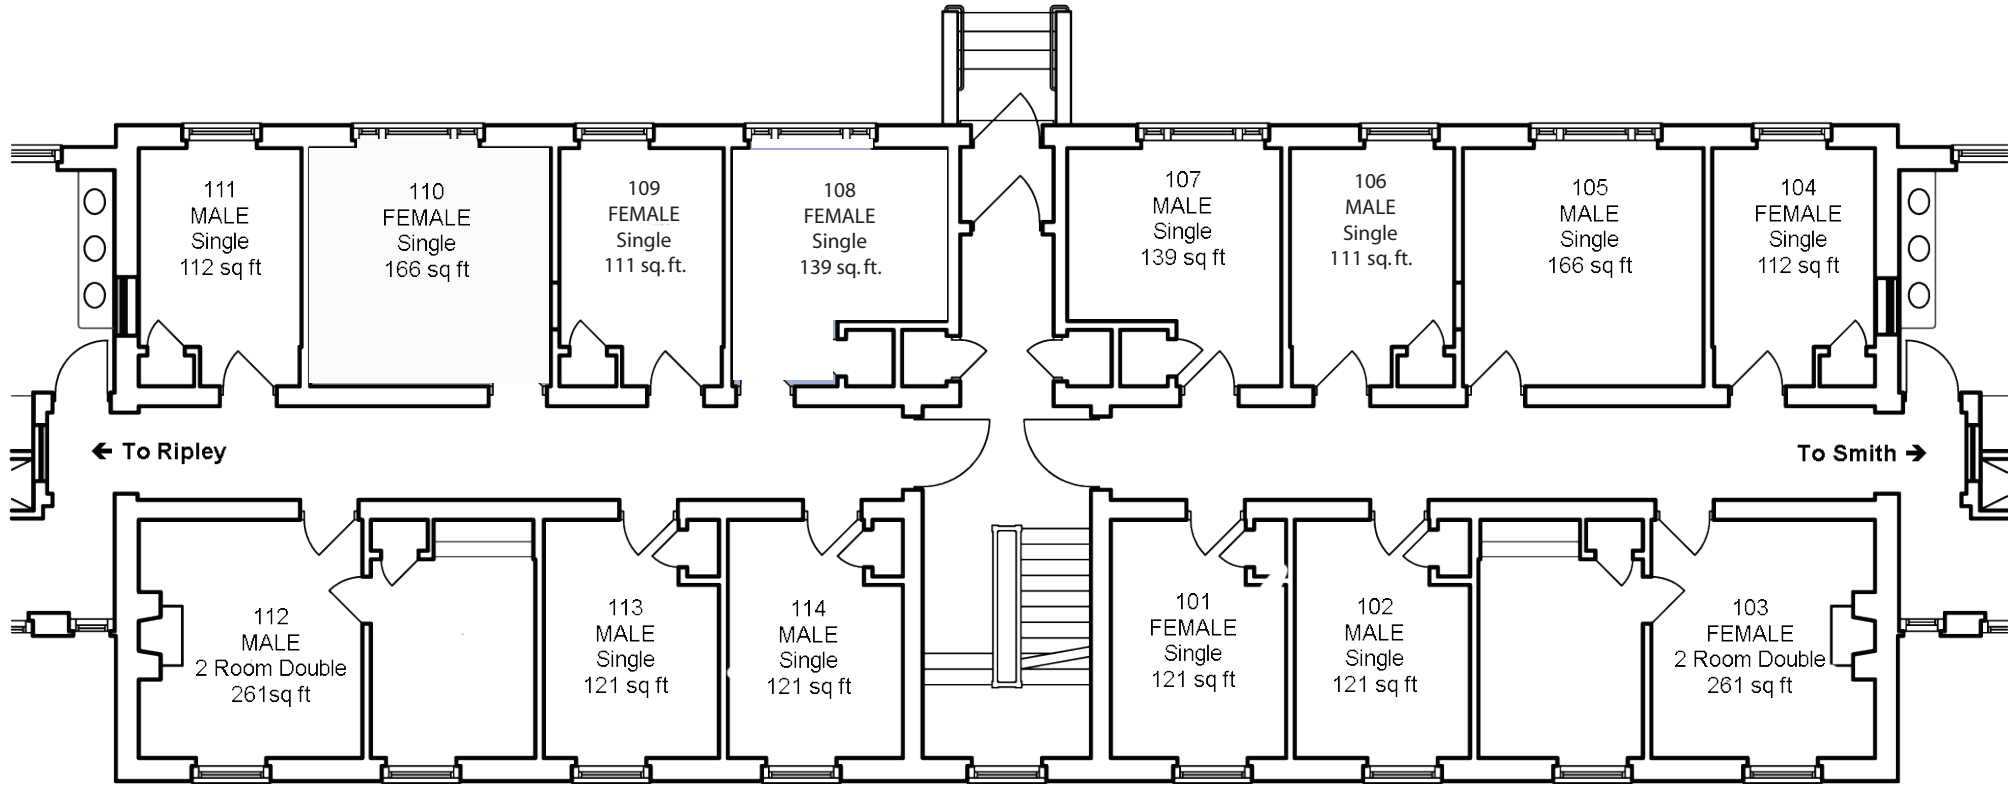 111
MALE
Single
112 sq ft
110
FEMALE
Single
166 sq ft
109
FEMALE
Single
111 sq. ft.
108
FEMALE
Single
139 sq. ft.
107
MALE
Single
139 sq ft
106
MALE
Single
111 sq. ft.
105
MALE
Single
166 sq ft
104
FEMALE
Single
112 sq ft
← To Ripley
To Smith →
112
MALE
2 Room Double
261sq ft
113
MALE
Single
121 sq ft
114
MALE
Single
121 sq ft
101
FEMALE
Single
121 sq ft
102
MALE
Single
121 sq ft
103
FEMALE
2 Room Double
261 sq ft